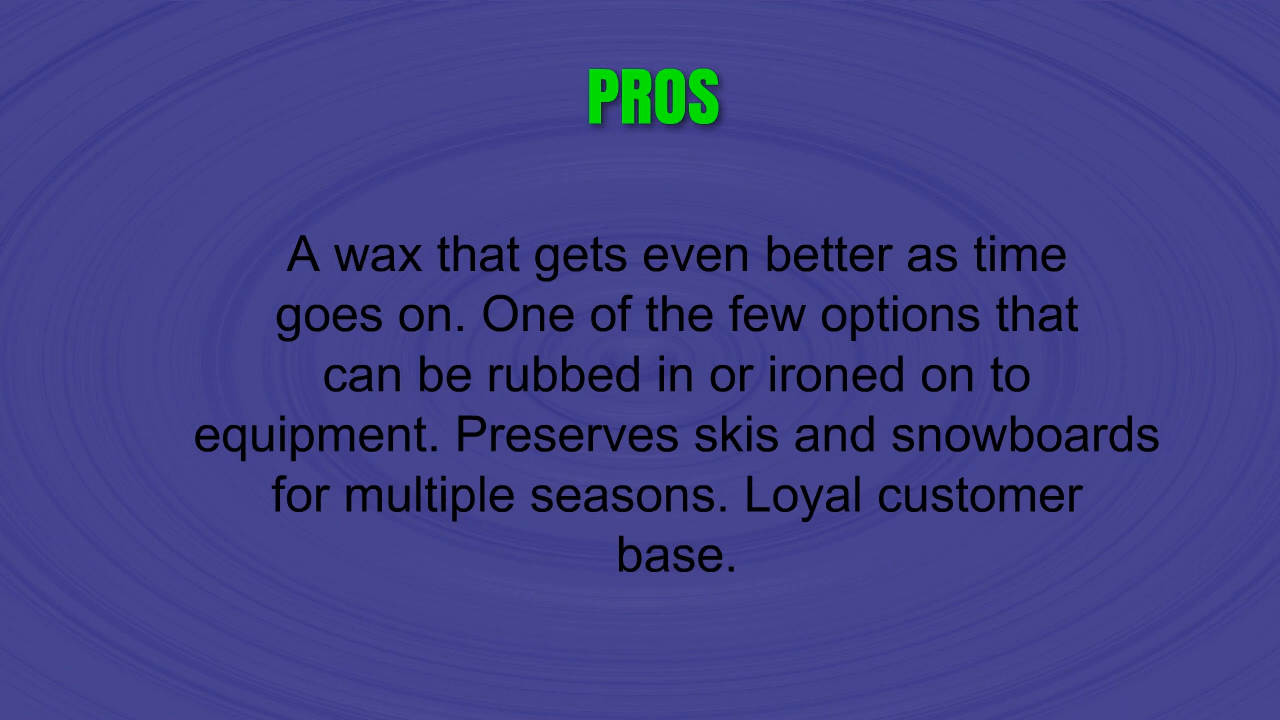 PROS
A wax that gets even better as time
goes on. One of the few options that
can be rubbed in or ironed on to
equipment. Preserves skis and snowboards
for multiple seasons. Loyal customer
base.